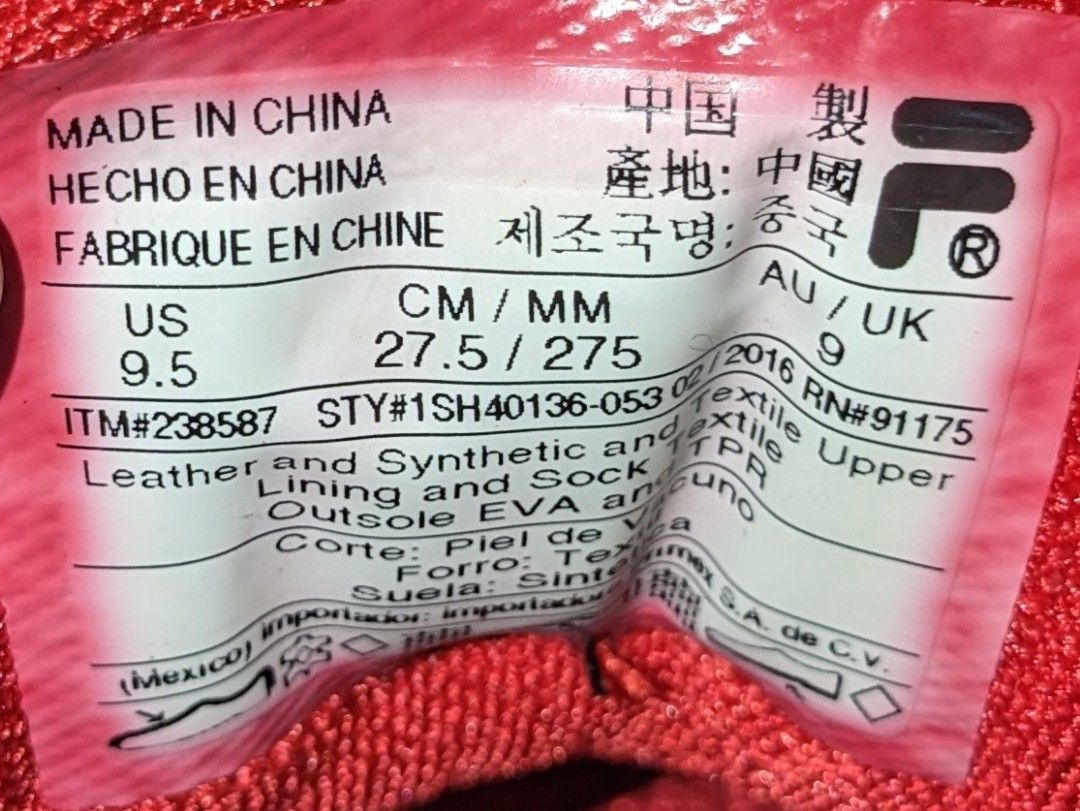 MADE IN CHINA 中国 製
HECHO EN CHINA 產地: 中國
FABRIQUE EN CHINE 제조국명: 중국
US CM / MM AU / UK
9.5 27.5 / 275 9
ITM#238587 STY#1SH40136-053 02 / 2016 RN#91175
Leather and Synthetic and Textile Upper
Lining and Sock Textile
Outsole EVA and TPR
Corte: Piel de
Forro:
Suela:
(Mexico) importador: S.A. de C.V.